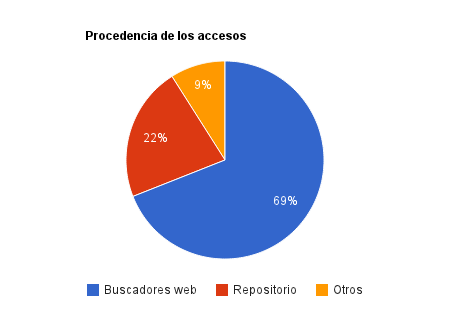 Procedencia de los accesos
9%
22%
69%
Buscadores web Repositorio Otros